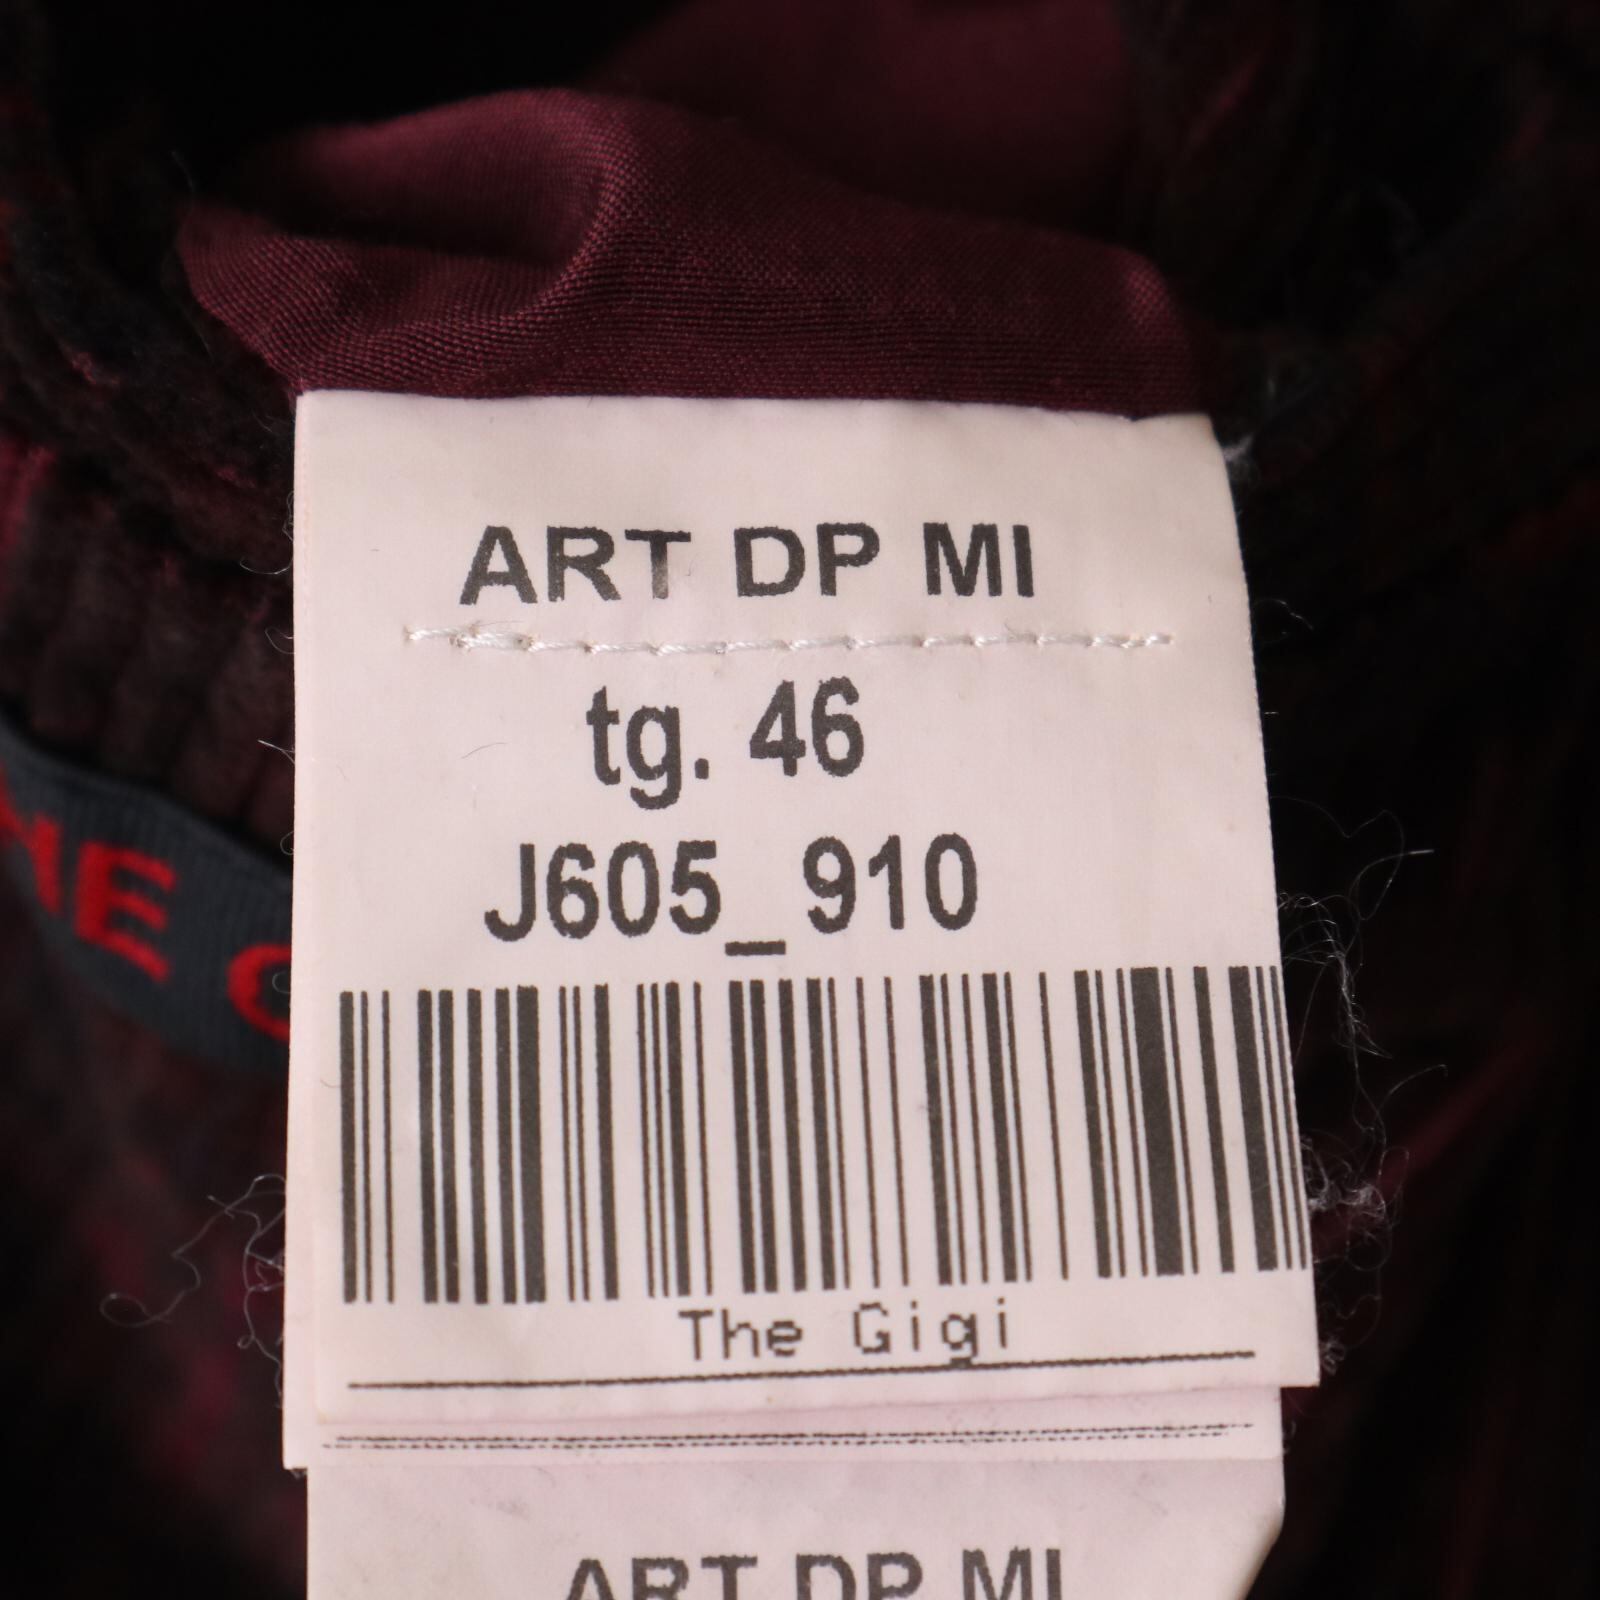 ART DP MI
tg. 46
J605_910
The Gigi
ART DP MI
HE G